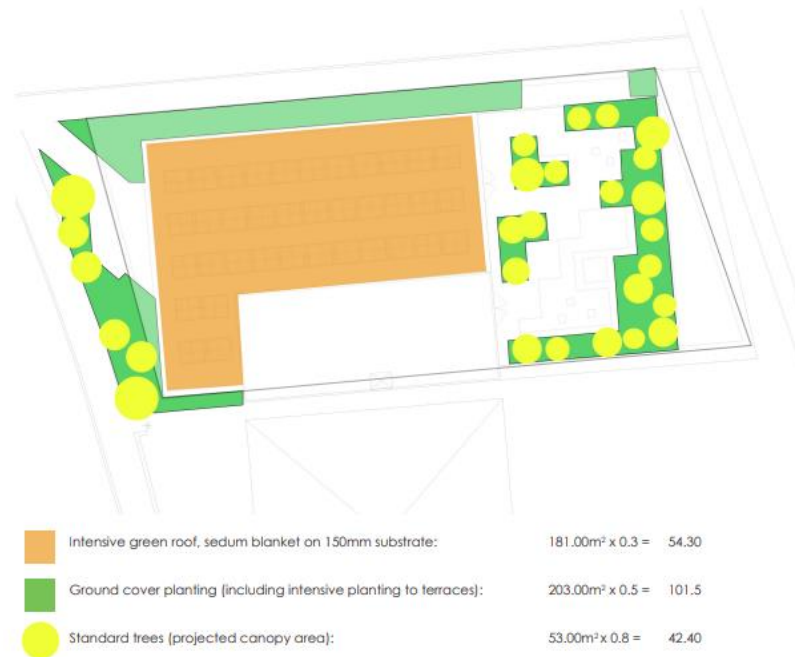 Intensive green roof, sedum blanket on 150mm substrate: 181.00m² x 0.3 = 54.30
Ground cover planting (including intensive planting to terraces): 203.00m² x 0.5 = 101.5
Standard trees (projected canopy area): 53.00m² x 0.8 = 42.40